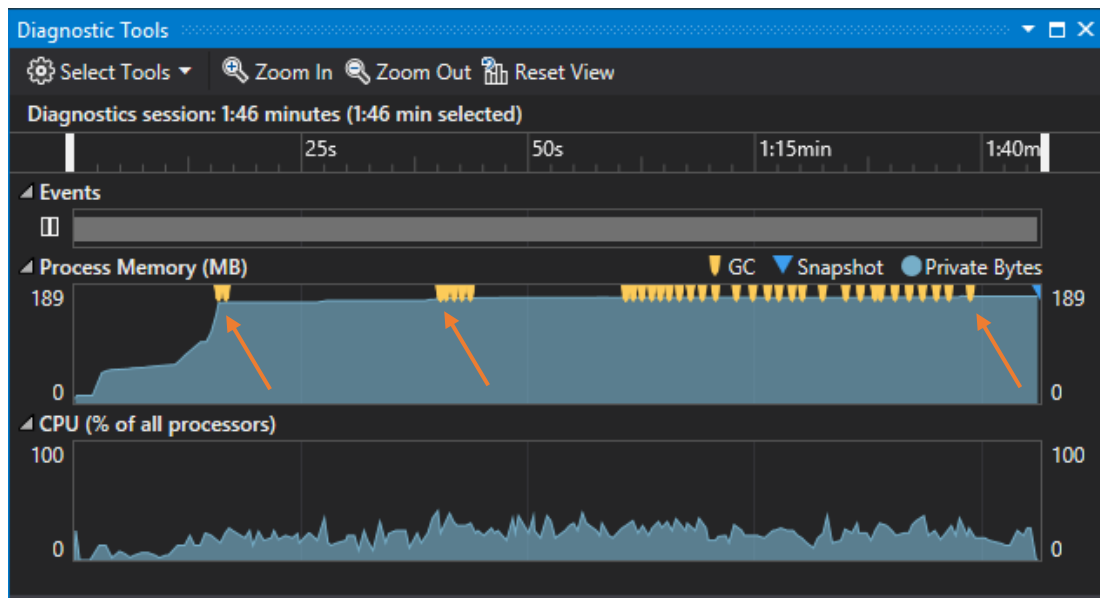 Diagnostic Tools
Select Tools Zoom In Zoom Out Reset View
Diagnostics session: 1:46 minutes (1:46 min selected)
25s 50s 1:15min 1:40m
Events
Process Memory (MB) GC Snapshot Private Bytes
189 189
0 0
CPU (% of all processors)
100 100
0 0